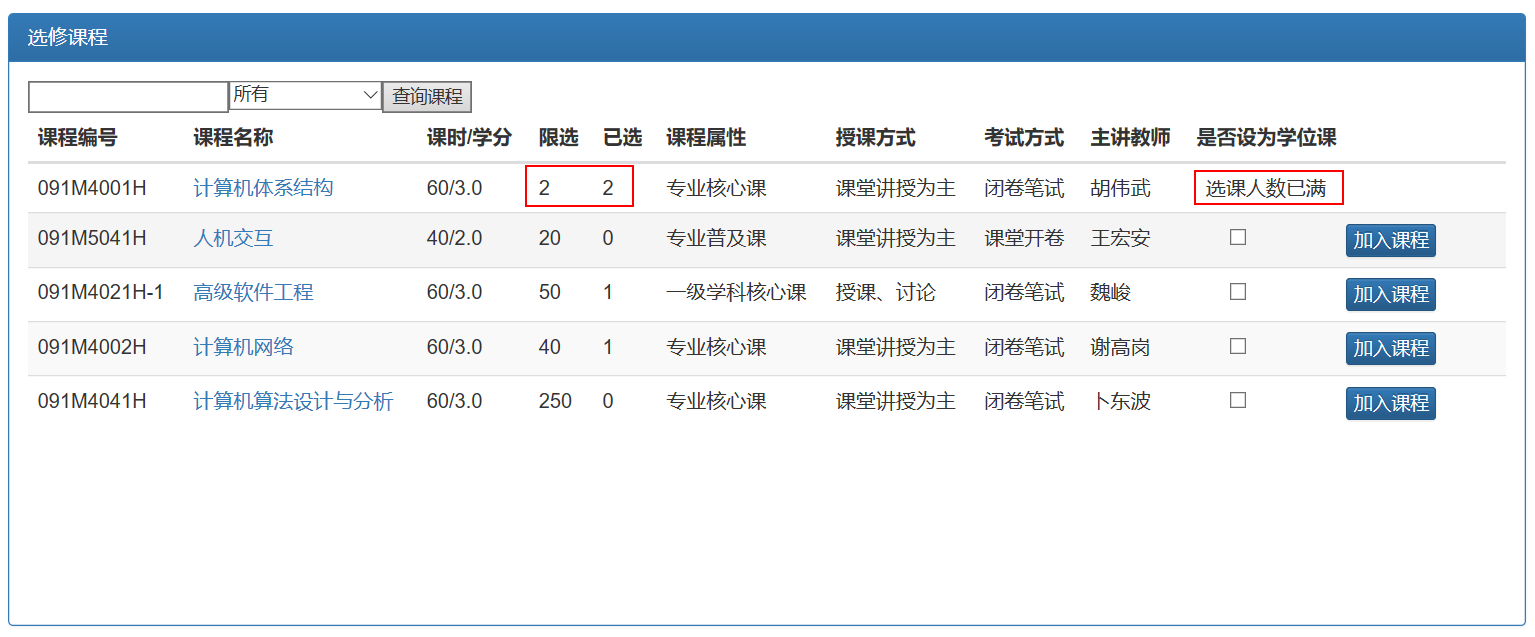 选修课程
所有 查询课程
课程编号 课程名称 课时/学分 限选 已选 课程属性 授课方式 考试方式 主讲教师 是否设为学位课
091M4001H 计算机体系结构 60/3.0 2 2 专业核心课 课堂讲授为主 闭卷笔试 胡伟武 选课人数已满
091M5041H 人机交互 40/2.0 20 0 专业普及课 课堂讲授为主 课堂开卷 王宏安 加入课程
091M4021H-1 高级软件工程 60/3.0 50 1 一级学科核心课 授课、讨论 闭卷笔试 魏峻 加入课程
091M4002H 计算机网络 60/3.0 40 1 专业核心课 课堂讲授为主 闭卷笔试 谢高岗 加入课程
091M4041H 计算机算法设计与分析 60/3.0 250 0 专业核心课 课堂讲授为主 闭卷笔试 卜东波 加入课程